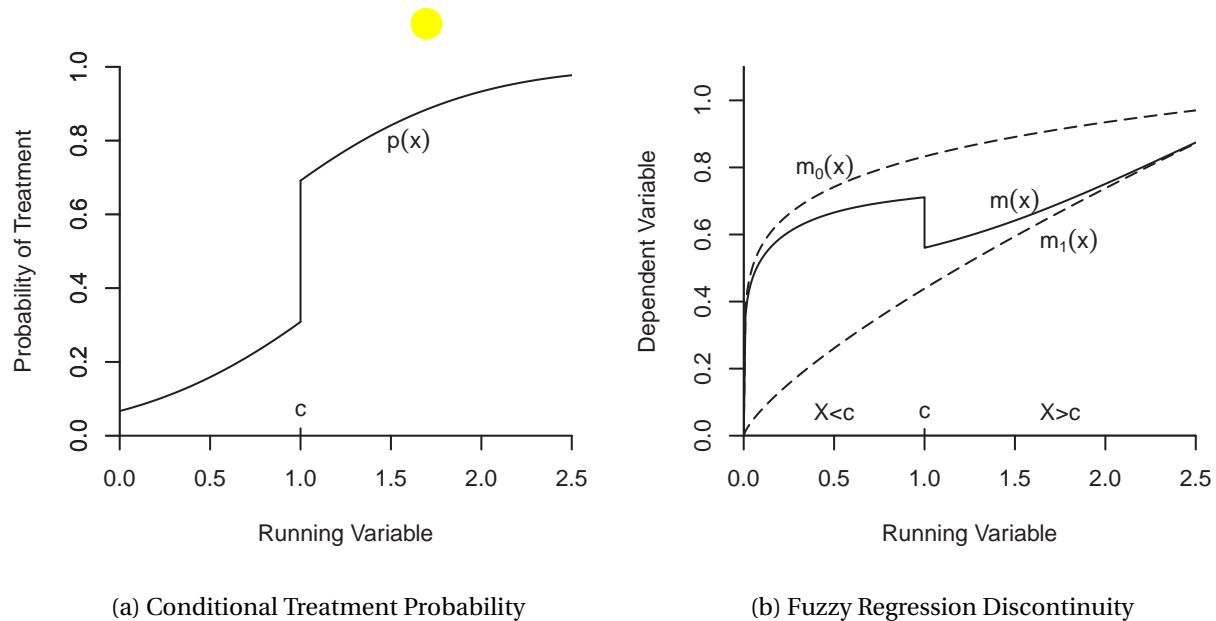 Probability of Treatment
0.0 0.2 0.4 0.6 0.8 1.0
p(x)
c
0.0 0.5 1.0 1.5 2.0 2.5
Running Variable
(a) Conditional Treatment Probability
Dependent Variable
0.0 0.2 0.4 0.6 0.8 1.0
m₀(x)
m(x)
m₁(x)
X<c c X>c
0.0 0.5 1.0 1.5 2.0 2.5
Running Variable
(b) Fuzzy Regression Discontinuity